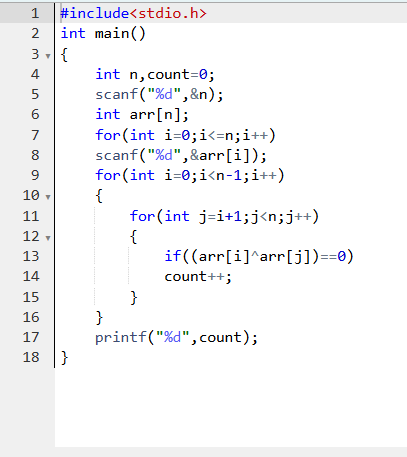 1 #include<stdio.h>
2 int main()
3 {
4     int n,count=0;
5     scanf("%d",&n);
6     int arr[n];
7     for(int i=0;i<=n;i++)
8     scanf("%d",&arr[i]);
9     for(int i=0;i<n-1;i++)
10     {
11         for(int j=i+1;j<n;j++)
12         {
13             if((arr[i]^arr[j])==0)
14             count++;
15         }
16     }
17     printf("%d",count);
18 }